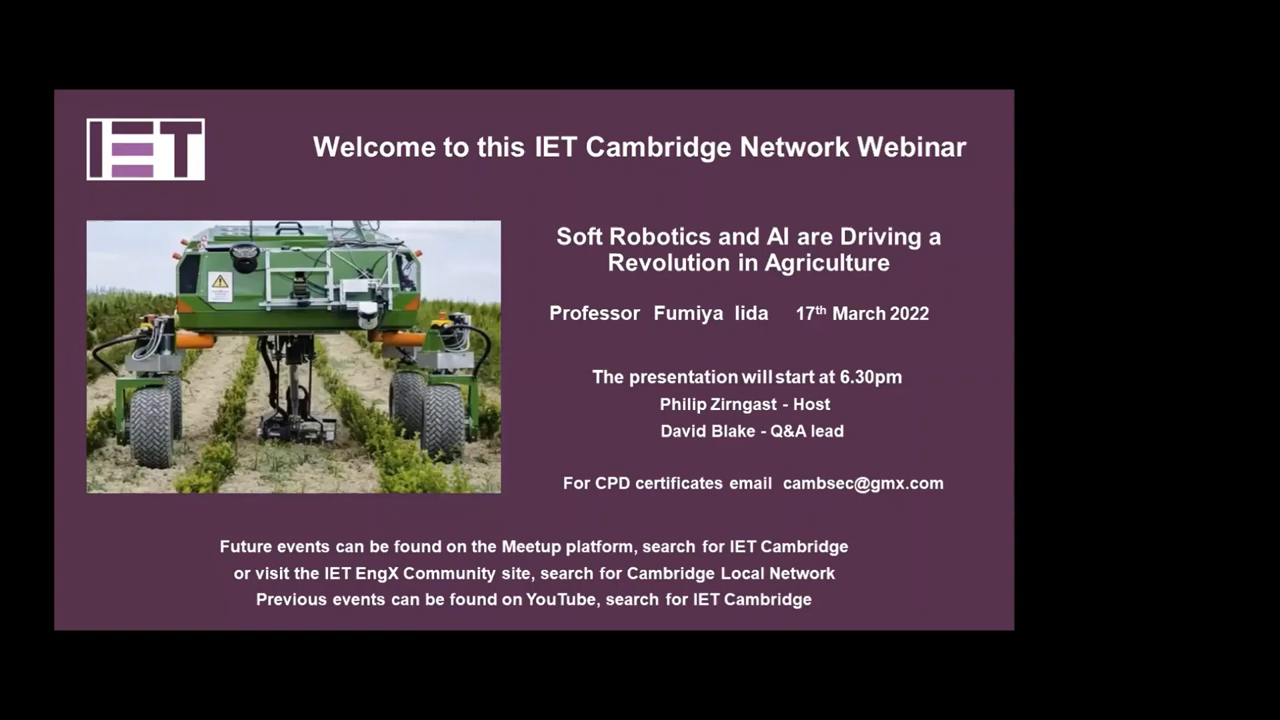 IET
Welcome to this IET Cambridge Network Webinar
Soft Robotics and AI are Driving a
Revolution in Agriculture
Professor Fumiya Iida 17th March 2022
The presentation will start at 6.30pm
Philip Zirngast - Host
David Blake - Q&A lead
For CPD certificates email cambsec@gmx.com
Future events can be found on the Meetup platform, search for IET Cambridge
or visit the IET EngX Community site, search for Cambridge Local Network
Previous events can be found on YouTube, search for IET Cambridge